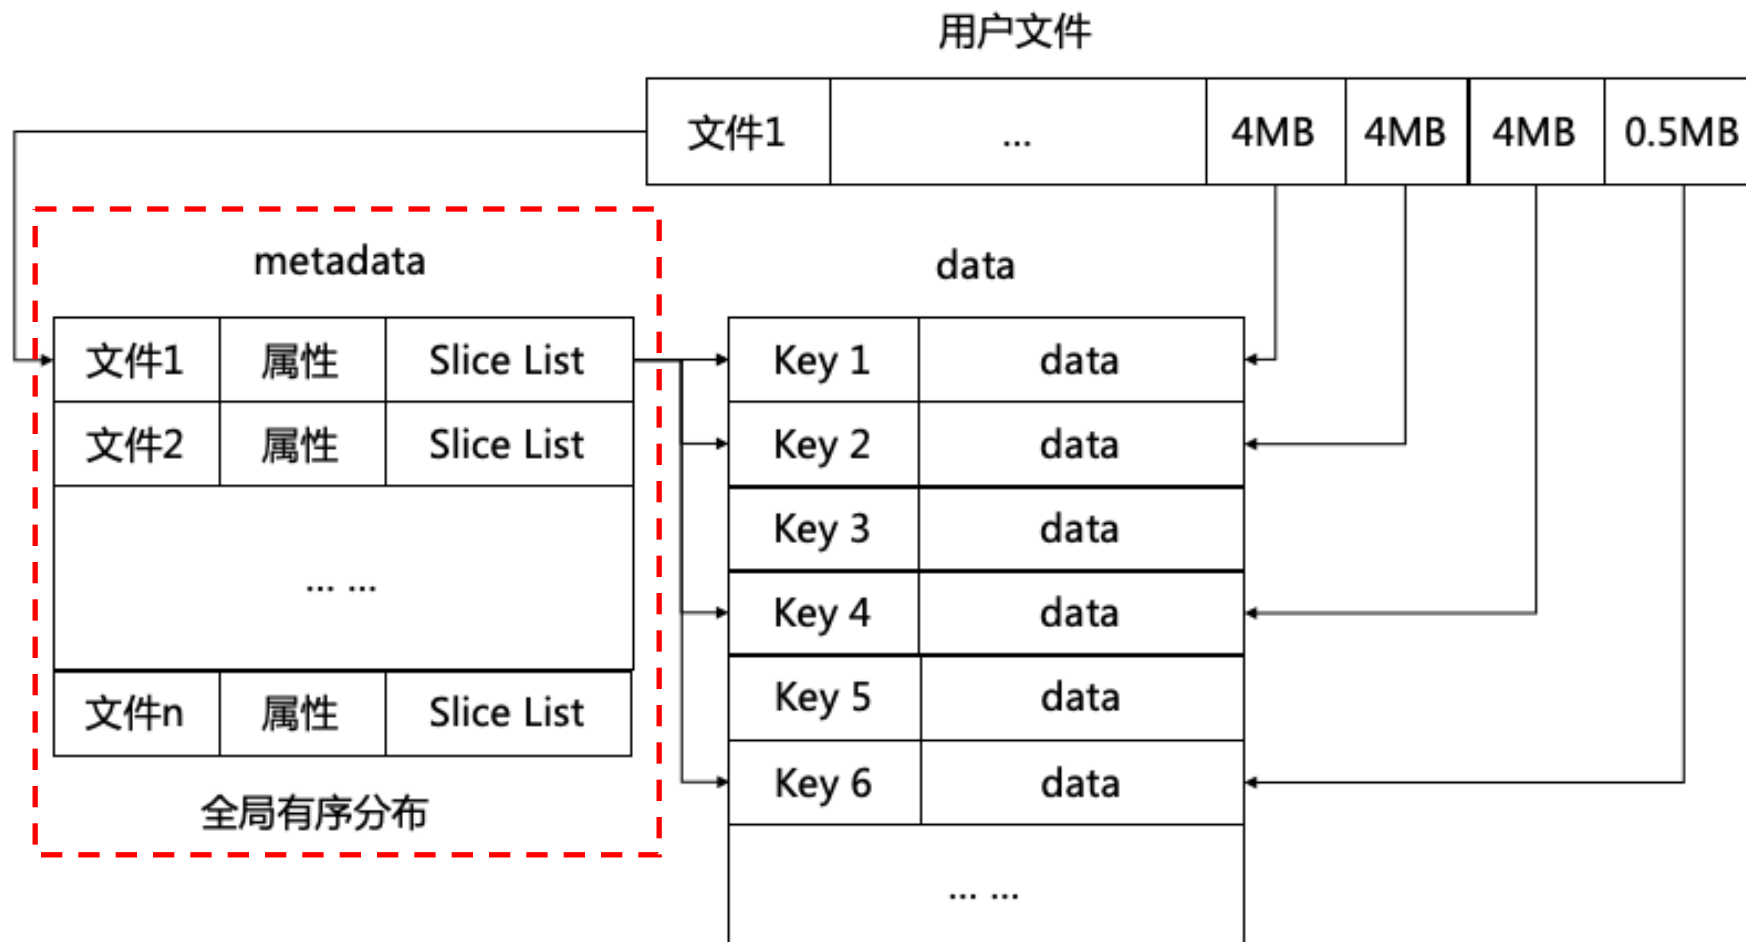 用户文件
文件1 ... 4MB 4MB 4MB 0.5MB
metadata
文件1 属性 Slice List
文件2 属性 Slice List
... ...
文件n 属性 Slice List
全局有序分布
data
Key 1 data
Key 2 data
Key 3 data
Key 4 data
Key 5 data
Key 6 data
... ...